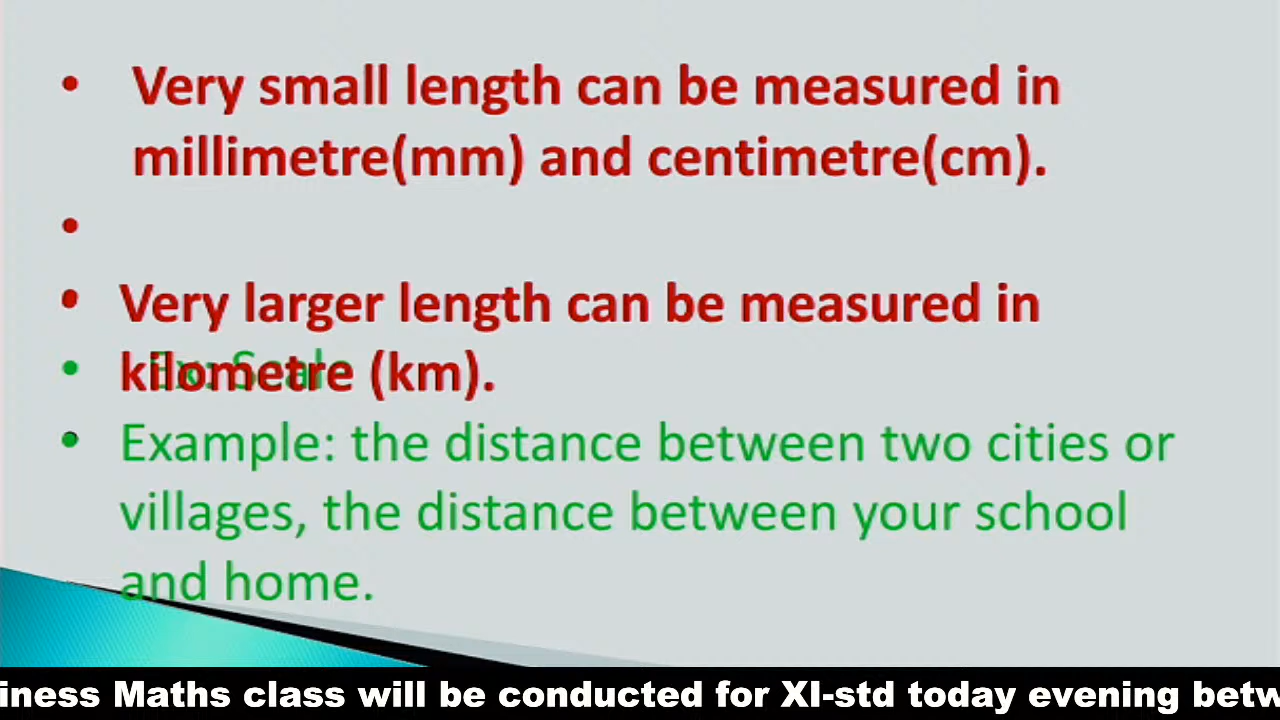 • Very small length can be measured in
millimetre(mm) and centimetre(cm).
•
• Very larger length can be measured in
• kilometre (km).
• Example: the distance between two cities or
villages, the distance between your school
and home.
iness Maths class will be conducted for XI-std today evening betw